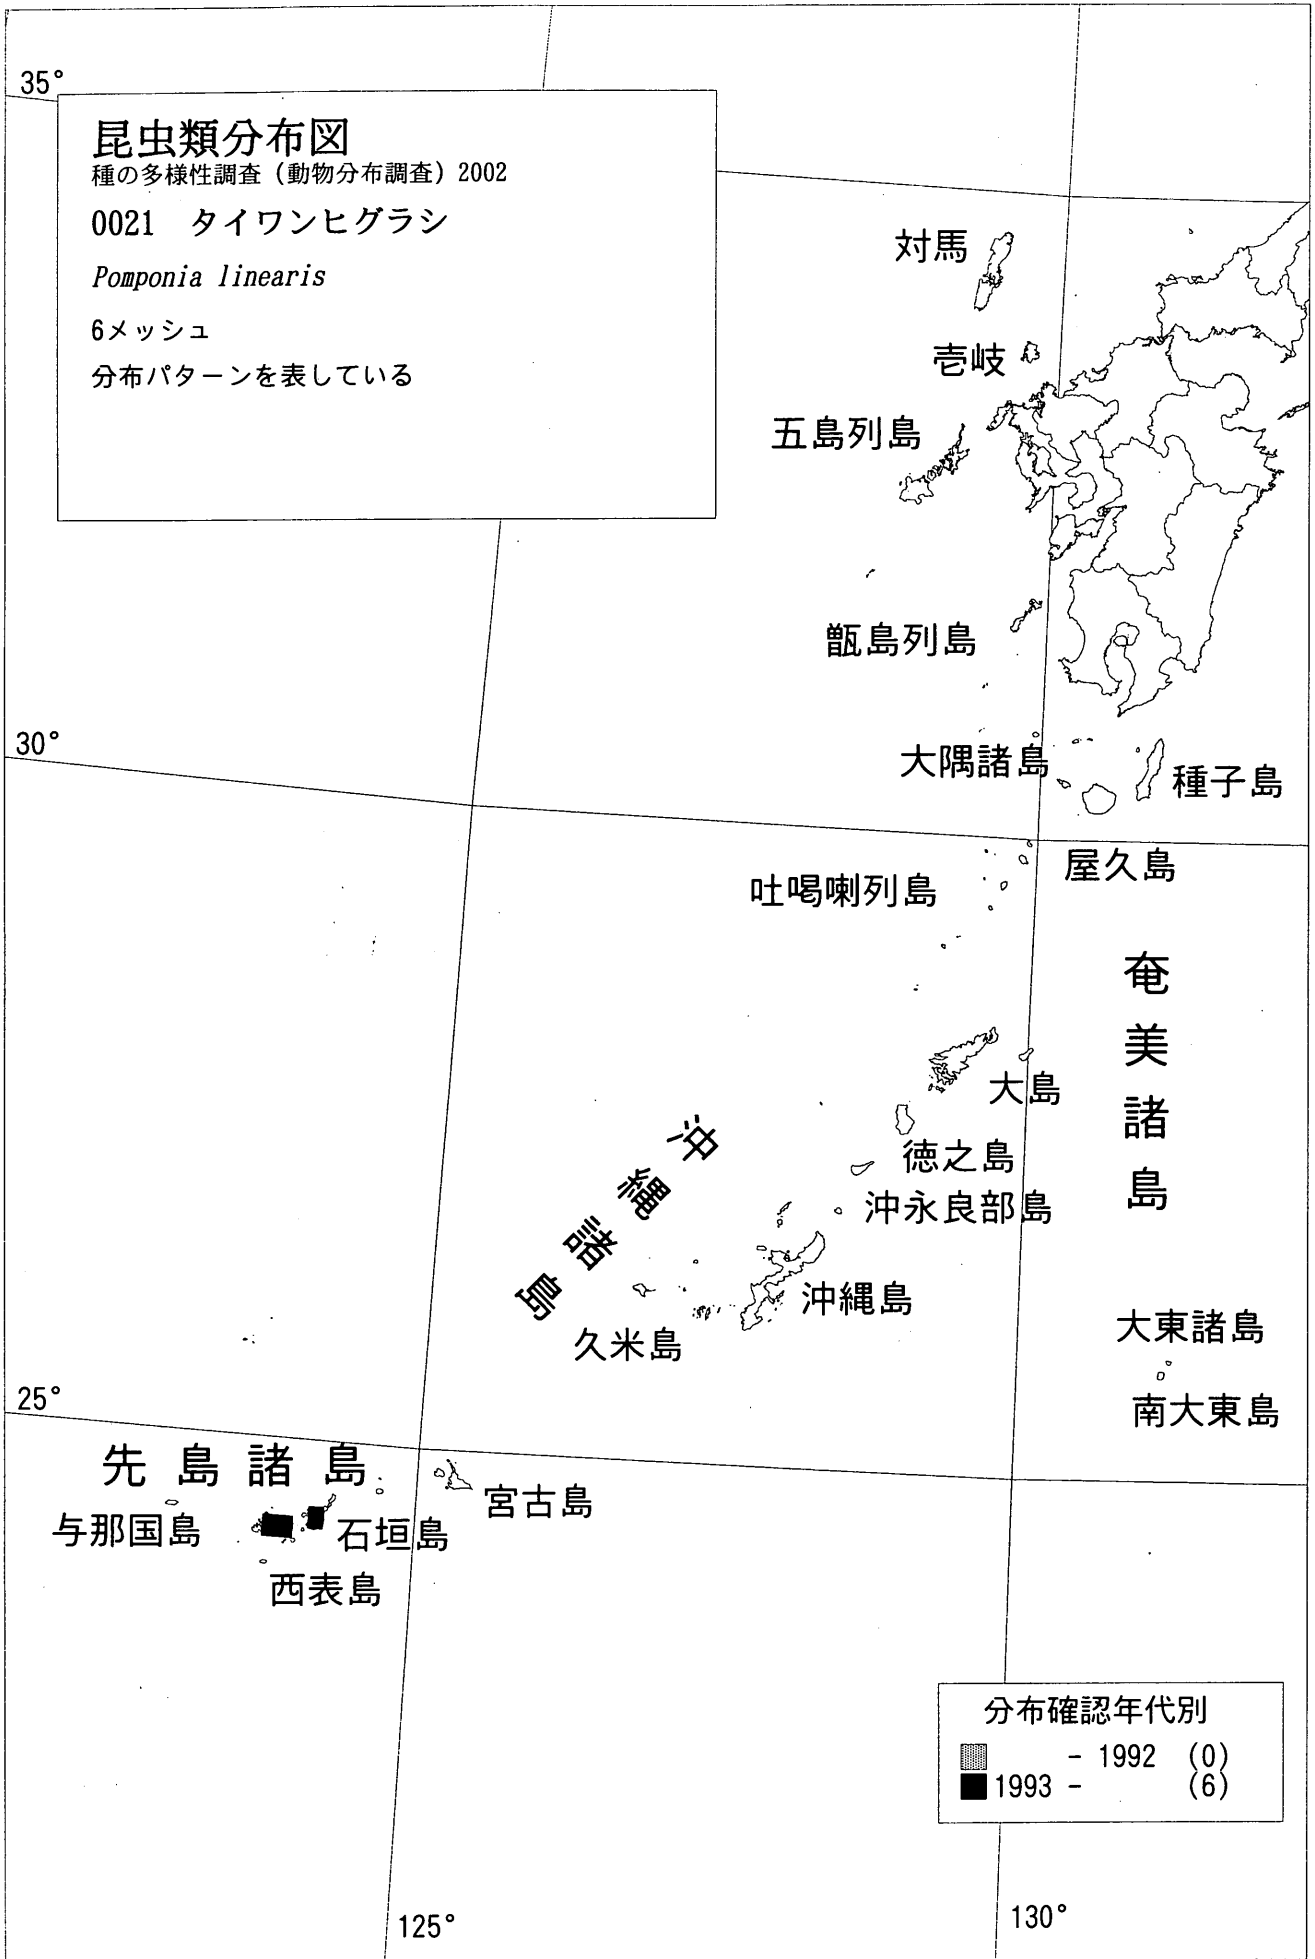 35°
昆虫類分布図
種の多様性調査（動物分布調査）2002
0021　タイワンヒグラシ
Pomponia linearis
6メッシュ
分布パターンを表している
対馬
壱岐
五島列島
甑島列島
30°
大隅諸島
種子島
屋久島
吐喝喇列島
奄美諸島
大島
徳之島
沖永良部島
沖縄諸島
沖縄島
久米島
大東諸島
南大東島
25°
先島諸島
宮古島
与那国島
石垣島
西表島
分布確認年代別
- 1992 (0)
1993 - (6)
125°
130°